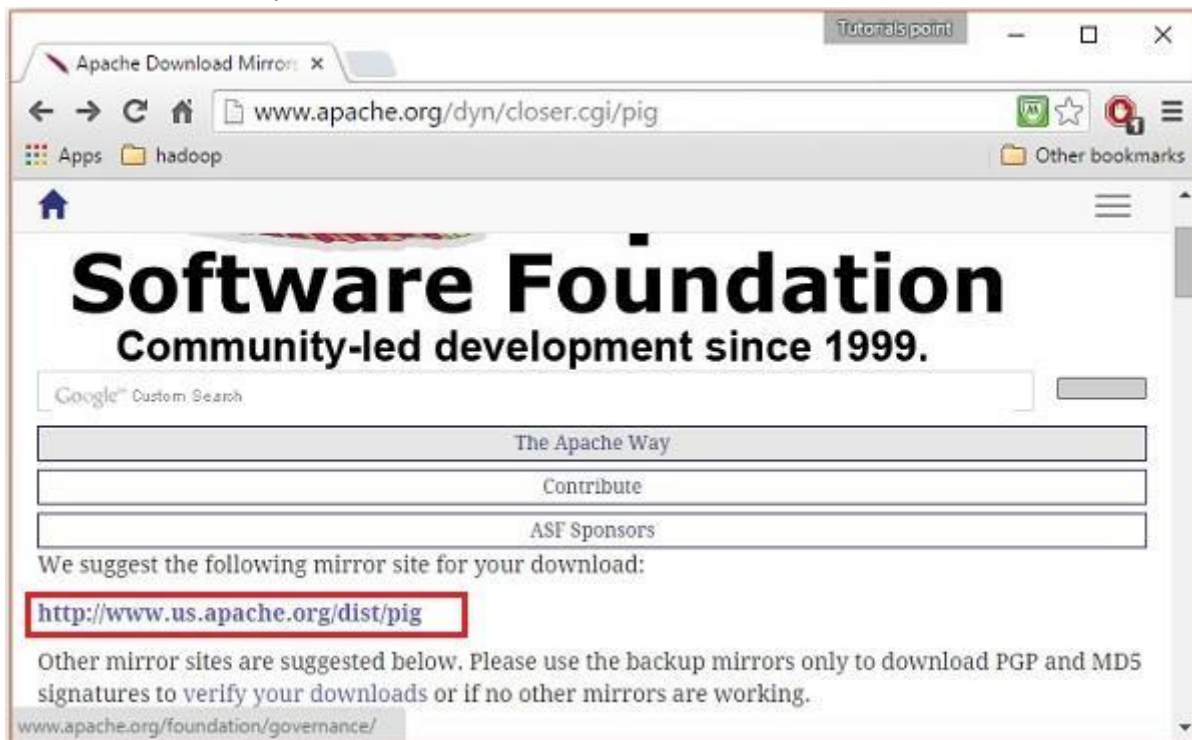 Tutorials point
Apache Download Mirrors
www.apache.org/dyn/closer.cgi/pig
Apps hadoop Other bookmarks
Software Foundation
Community-led development since 1999.
Google™ Custom Search
The Apache Way
Contribute
ASF Sponsors
We suggest the following mirror site for your download:
http://www.us.apache.org/dist/pig
Other mirror sites are suggested below. Please use the backup mirrors only to download PGP and MD5
signatures to verify your downloads or if no other mirrors are working.
www.apache.org/foundation/governance/